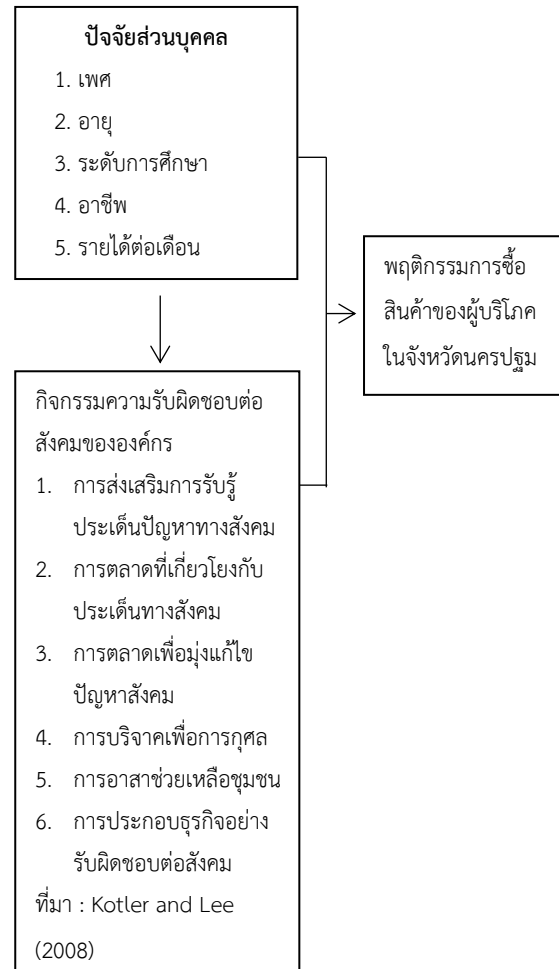 ปัจจัยส่วนบุคคล
1. เพศ
2. อายุ
3. ระดับการศึกษา
4. อาชีพ
5. รายได้ต่อเดือน
พฤติกรรมการซื้อ
สินค้าของผู้บริโภค
ในจังหวัดนครปฐม
กิจกรรมความรับผิดชอบต่อ
สังคมขององค์กร
1. การส่งเสริมการรับรู้
ประเด็นปัญหาทางสังคม
2. การตลาดที่เกี่ยวโยงกับ
ประเด็นทางสังคม
3. การตลาดเพื่อมุ่งแก้ไข
ปัญหาสังคม
4. การบริจาคเพื่อการกุศล
5. การอาสาช่วยเหลือชุมชน
6. การประกอบธุรกิจอย่าง
รับผิดชอบต่อสังคม
ที่มา : Kotler and Lee
(2008)